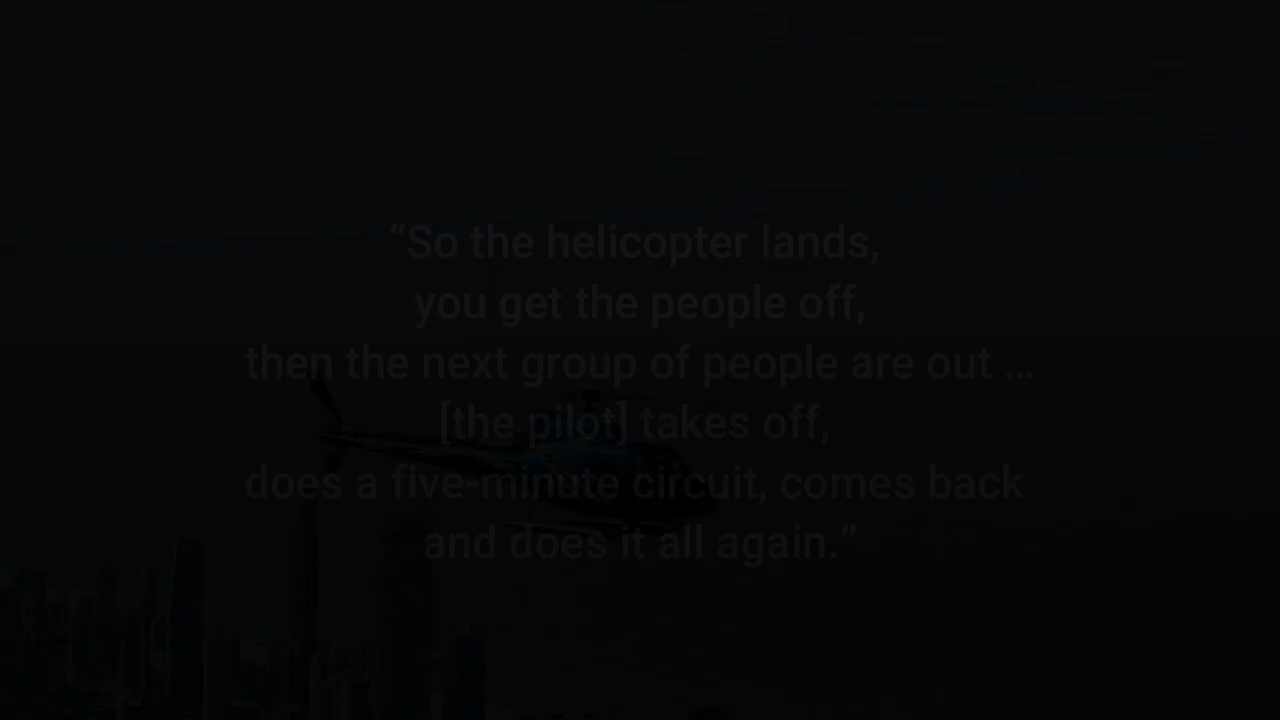 “So the helicopter lands,
you get the people off,
then the next group of people are out ...
[the pilot] takes off,
does a five-minute circuit, comes back
and does it all again.”